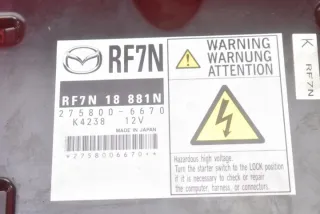 RF7N
RF7N 18 881N
275800-6670
K4238 12V
MADE IN JAPAN
*2758006670*
WARNING
WARNUNG
ATTENTION
Hazardous high voltage.
Turn the starter switch to the LOCK position
if it is necessary to check or repair
the computer, harness, or connectors.
K RF7N